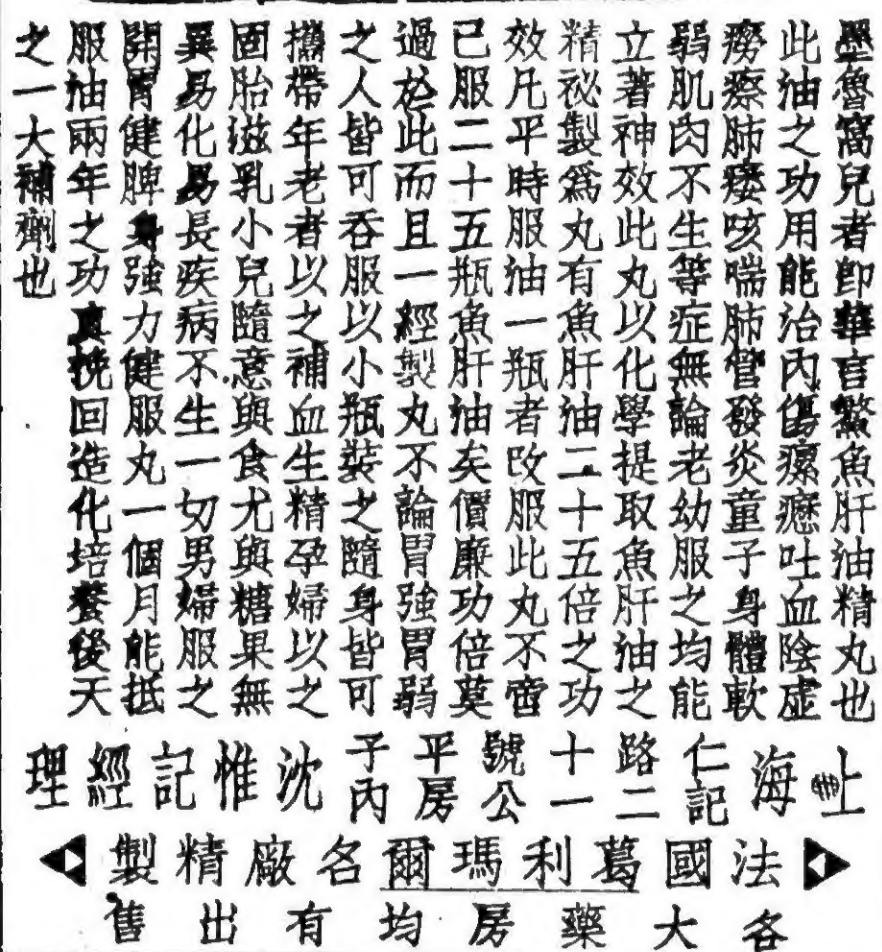 墨魯窩兒者卽華言鰵魚肝油精丸也
此油之功用能治內傷瘰癧吐血陰虛
癆瘵肺痿咳喘肺管發炎童子身體軟
弱肌肉不生等症無論老幼服之均能
立著神效此丸以化學提取魚肝油之
精祕製爲丸有魚肝油二十五倍之功
效凡平時服油一瓶者改服此丸不啻
已服二十五瓶魚肝油矣價廉功倍莫
過於此而且一經製丸不論胃強胃弱
之人皆可吞服以小瓶裝之隨身皆可
攜帶年老者以之補血生精孕婦以之
固胎滋乳小兒隨意與食尤與糖果無
異易化易長疾病不生一切男婦服之
開胃健脾身強力健服丸一個月能抵
服油兩年之功真挽回造化培養後天
之一大補劑也
上海仁記路二十一號公平房子內沈惟記經理
法國葛利瑪爾名廠精製
各大藥房均有出售